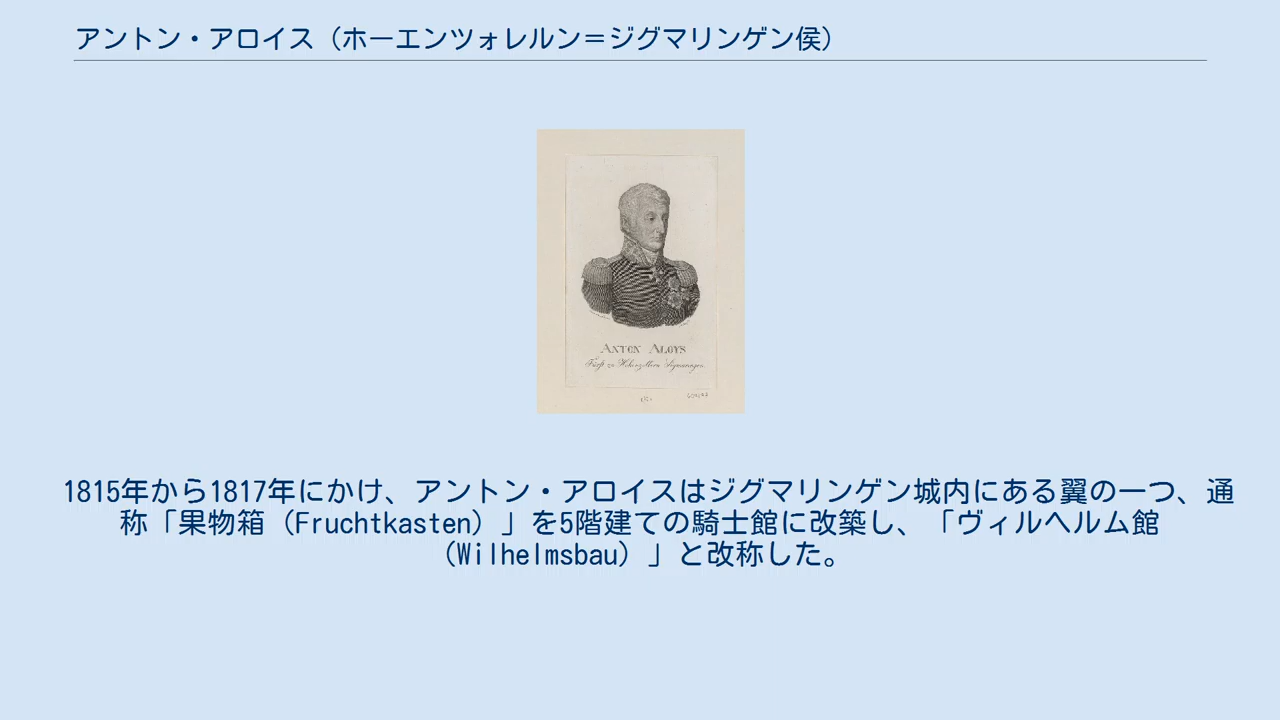 アントン・アロイス（ホーエンツォレルン＝ジグマリンゲン侯）
ANTON ALOYS
Fürst zu Hohenzollern Sigmaringen.
1815年から1817年にかけ、アントン・アロイスはジグマリンゲン城内にある翼の一つ、通
称「果物箱（Fruchtkasten）」を5階建ての騎士館に改築し、「ヴィルヘルム館
（Wilhelmsbau）」と改称した。